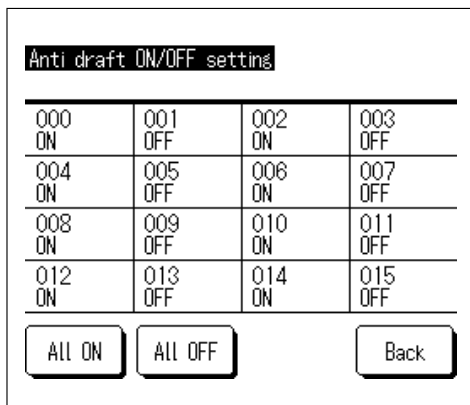 Anti draft ON/OFF setting
000 001 002 003
ON OFF ON OFF
004 005 006 007
ON OFF ON OFF
008 009 010 011
ON OFF ON OFF
012 013 014 015
ON OFF ON OFF
All ON All OFF Back